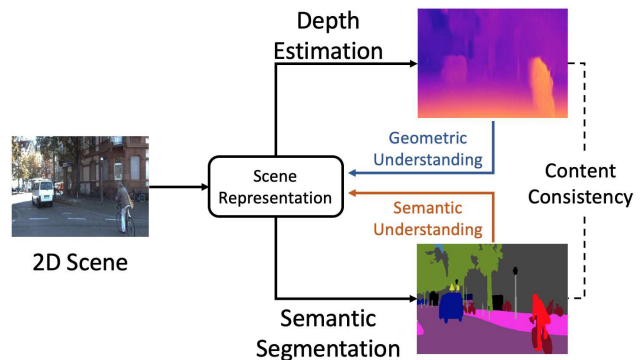 Depth
Estimation
Geometric
Understanding
Scene
Representation
Content
Consistency
Semantic
Understanding
2D Scene
Semantic
Segmentation